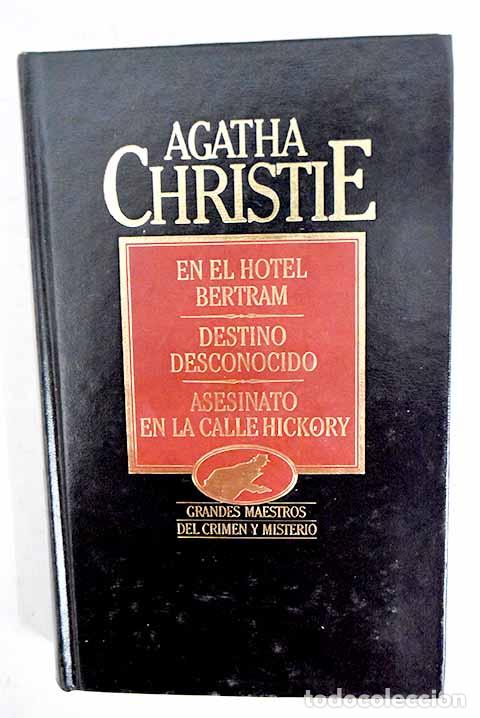 AGATHA
CHRISTIE
EN EL HOTEL
BERTRAM
DESTINO
DESCONOCIDO
ASESINATO
EN LA CALLE HICKORY
GRANDES MAESTROS
DEL CRIMEN Y MISTERIO
todocoleccion